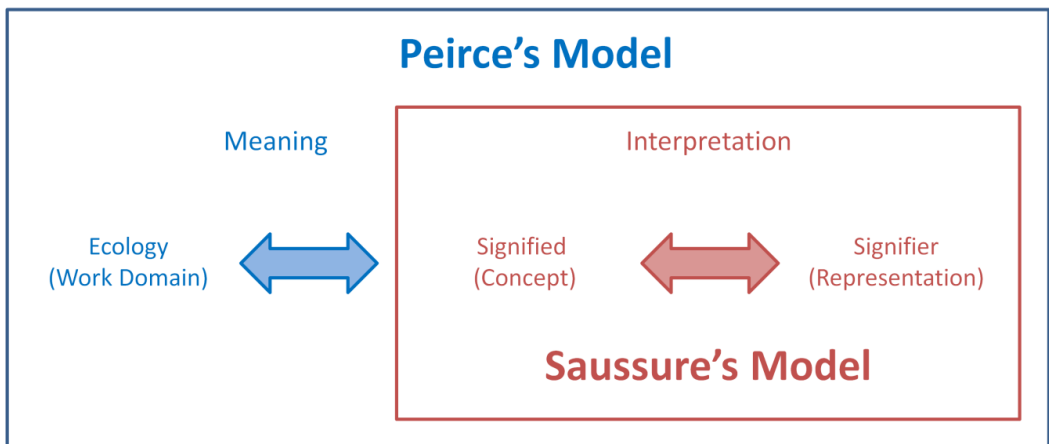 Peirce's Model
Meaning
Interpretation
Ecology
(Work Domain)
Signified
(Concept)
Signifier
(Representation)
Saussure's Model